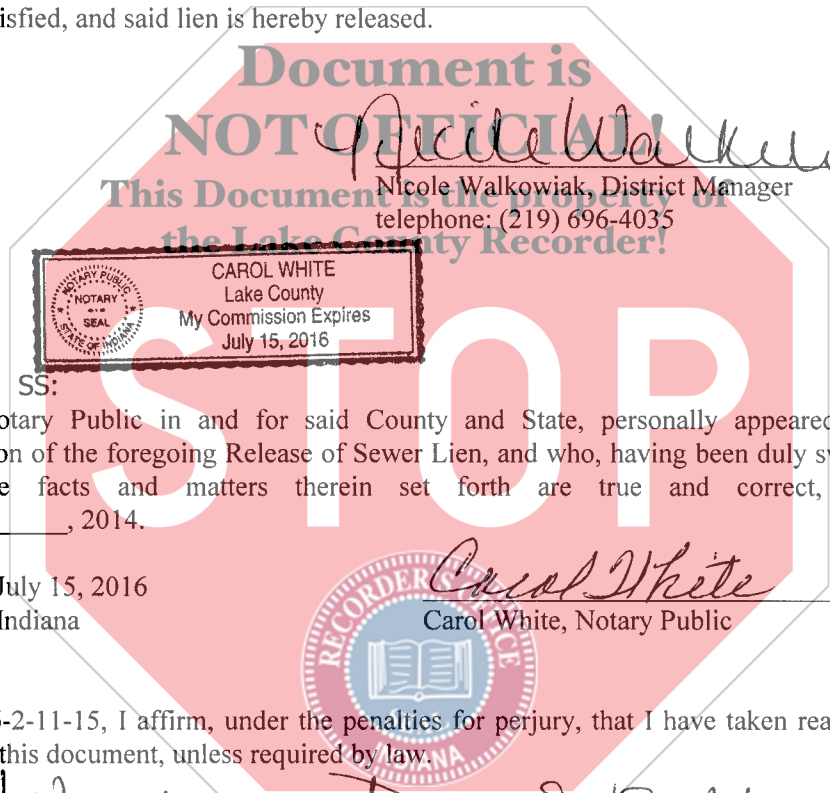 isfied, and said lien is hereby released.
Document is
NOT OFFICIAL!
Nicole Walkowiak, District Manager
This Document is the property of
telephone: (219) 696-4035
the Lake County Recorder!
CAROL WHITE
Lake County
My Commission Expires
July 15, 2016
NOTARY PUBLIC
NOTARY
SEAL
STATE OF INDIANA
STOP
SS:
otary Public in and for said County and State, personally appeared
on of the foregoing Release of Sewer Lien, and who, having been duly sw
e facts and matters therein set forth are true and correct,
, 2014.
July 15, 2016
Carol White
Indiana
Carol White, Notary Public
RECORDER'S OFFICE
INDIANA
-2-11-15, I affirm, under the penalties for perjury, that I have taken rea
this document, unless required by law.